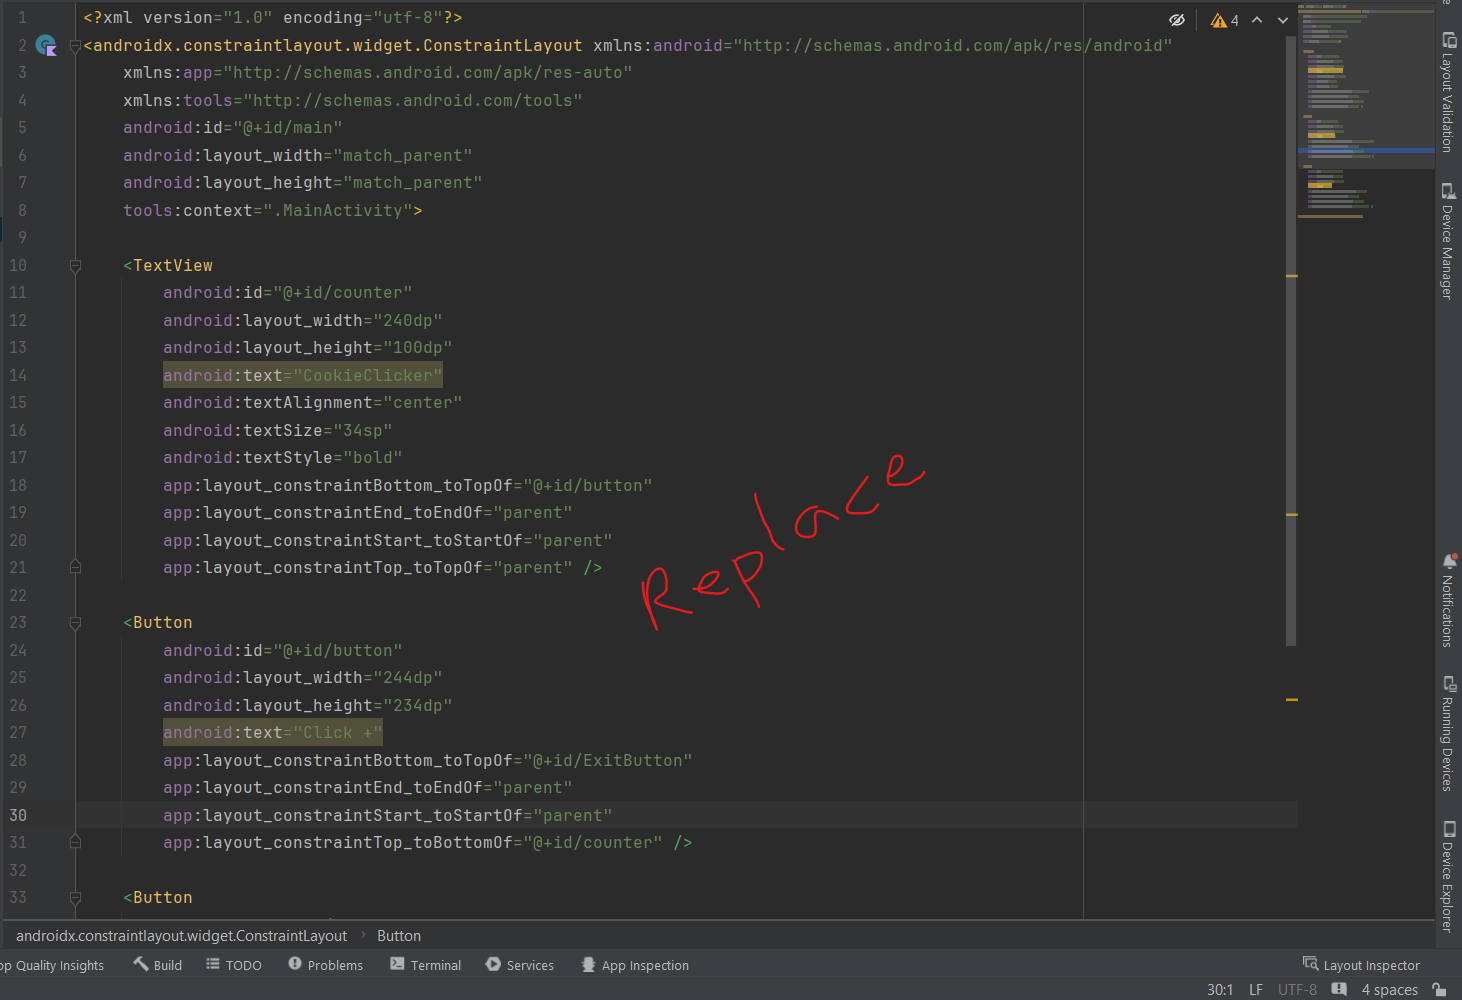 1 <?xml version="1.0" encoding="utf-8"?>
4
2 <androidx.constraintlayout.widget.ConstraintLayout xmlns:android="http://schemas.android.com/apk/res/android"
3 xmlns:app="http://schemas.android.com/apk/res-auto"
4 xmlns:tools="http://schemas.android.com/tools"
5 android:id="@+id/main"
6 android:layout_width="match_parent"
7 android:layout_height="match_parent"
8 tools:context=".MainActivity">
9
10 <TextView
11 android:id="@+id/counter"
12 android:layout_width="240dp"
13 android:layout_height="100dp"
14 android:text="CookieClicker"
15 android:textAlignment="center"
16 android:textSize="34sp"
17 android:textStyle="bold"
18 app:layout_constraintBottom_toTopOf="@+id/button"
19 app:layout_constraintEnd_toEndOf="parent"
20 app:layout_constraintStart_toStartOf="parent"
21 app:layout_constraintTop_toTopOf="parent" />
22
23 <Button
24 android:id="@+id/button"
25 android:layout_width="244dp"
26 android:layout_height="234dp"
27 android:text="Click +"
28 app:layout_constraintBottom_toTopOf="@+id/ExitButton"
29 app:layout_constraintEnd_toEndOf="parent"
30 app:layout_constraintStart_toStartOf="parent"
31 app:layout_constraintTop_toBottomOf="@+id/counter" />
32
33 <Button
Replace
Layout Validation
Device Manager
Notifications
Running Devices
Device Explorer
androidx.constraintlayout.widget.ConstraintLayout › Button
op Quality Insights Build TODO Problems Terminal Services App Inspection Layout Inspector
30:1 LF UTF-8 4 spaces